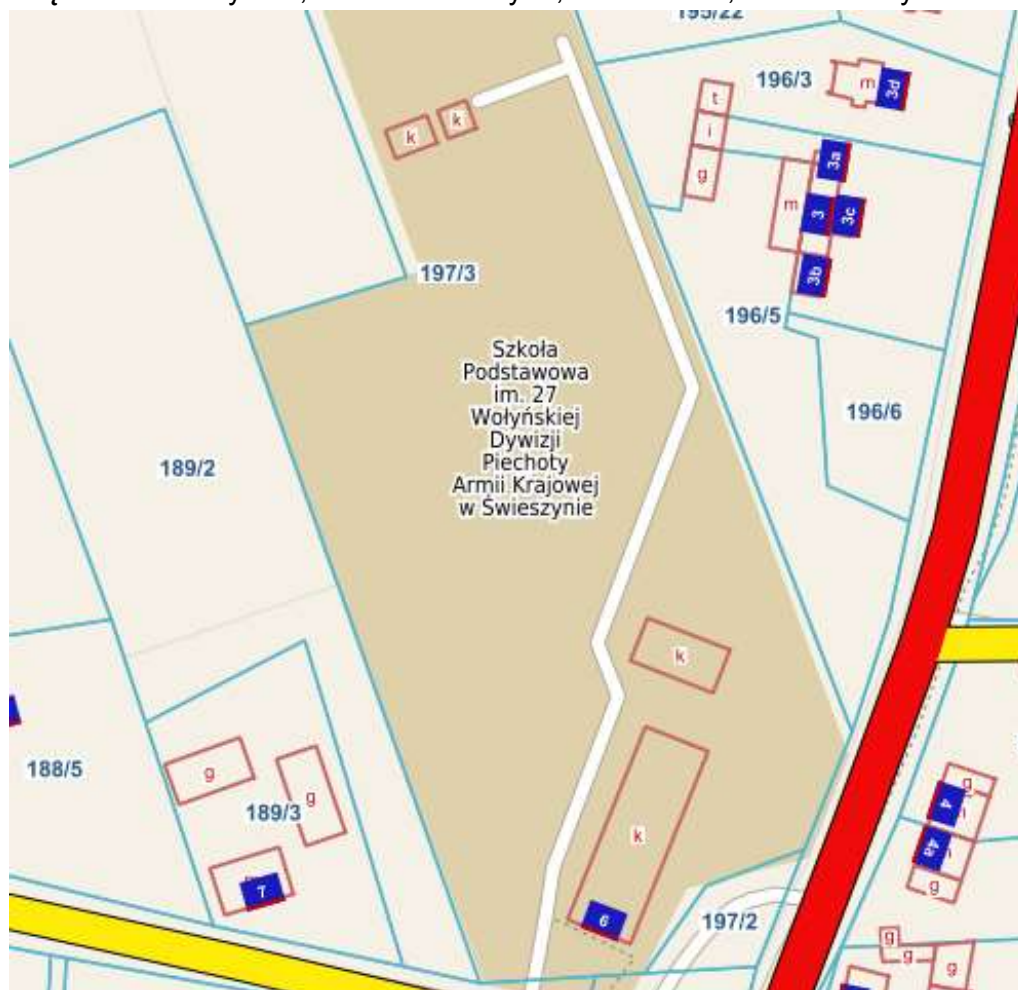 195/22
196/3
m
3d
t
i
g
k
k
3a
m
3
3c
3b
197/3
196/5
Szkoła
Podstawowa
im. 27
Wołyńskiej
Dywizji
Piechoty
Armii Krajowej
w Świeszynie
196/6
189/2
k
188/5
g
g
189/3
k
g
4
4a
g
7
6
197/2
g
g
g